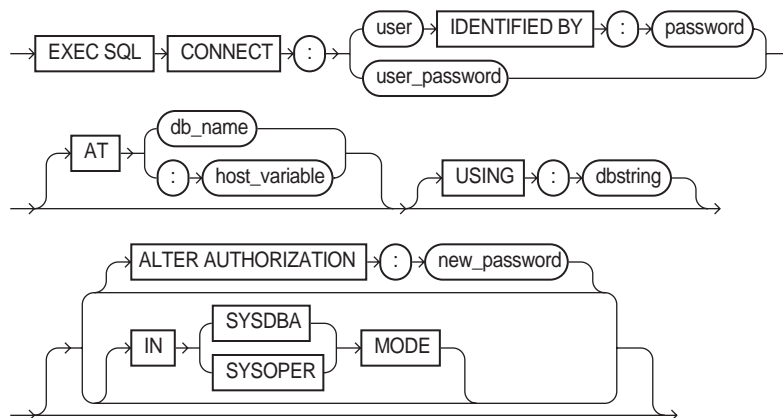 EXEC SQL CONNECT : user IDENTIFIED BY : password
user_password
AT db_name
: host_variable
USING : dbstring
ALTER AUTHORIZATION : new_password
IN SYSDBA MODE
SYSOPER